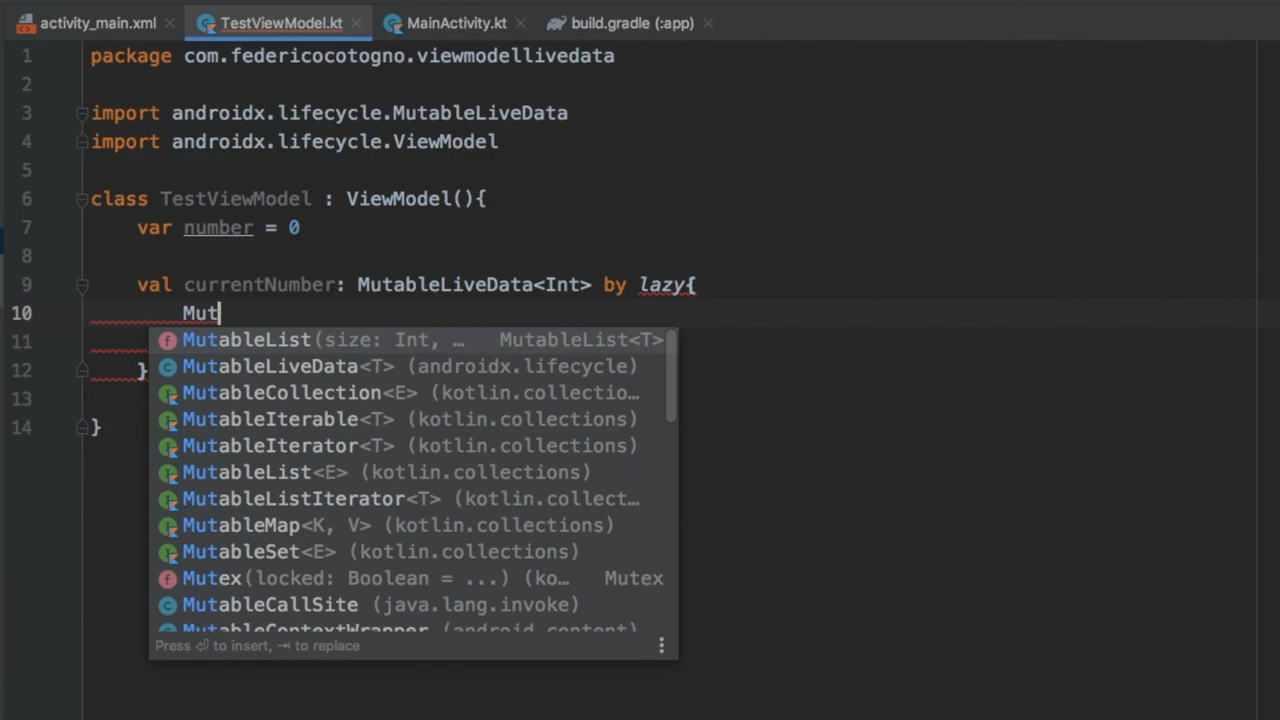 activity_main.xml TestViewModel.kt MainActivity.kt build.gradle (:app)
1 package com.federicocotogno.viewmodellivedata
2
3 import androidx.lifecycle.MutableLiveData
4 import androidx.lifecycle.ViewModel
5
6 class TestViewModel : ViewModel(){
7 var number = 0
8
9 val currentNumber: MutableLiveData<Int> by lazy{
10 Mut
MutableList(size: Int, … MutableList<T>
11
MutableLiveData<T> (androidx.lifecycle)
12 }
MutableCollection<E> (kotlin.collectio…
13
MutableIterable<T> (kotlin.collections)
14 }
MutableIterator<T> (kotlin.collections)
MutableList<E> (kotlin.collections)
MutableListIterator<T> (kotlin.collect…
MutableMap<K, V> (kotlin.collections)
MutableSet<E> (kotlin.collections)
Mutex(locked: Boolean = ...) (ko… Mutex
MutableCallSite (java.lang.invoke)
MutableContextWrapper (android.content)
Press ⏎ to insert, ⇥ to replace